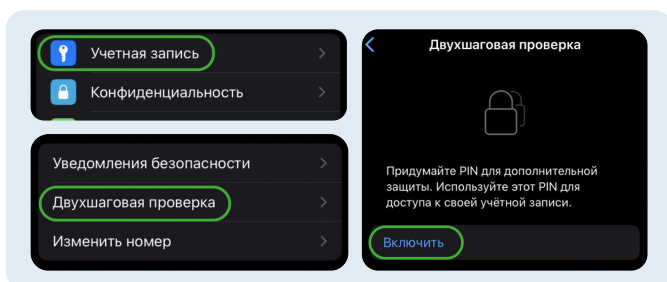 Учетная запись
Конфиденциальность
Уведомления безопасности
Двухшаговая проверка
Изменить номер
Двухшаговая проверка
Придумайте PIN для дополнительной
защиты. Используйте этот PIN для
доступа к своей учётной записи.
Включить